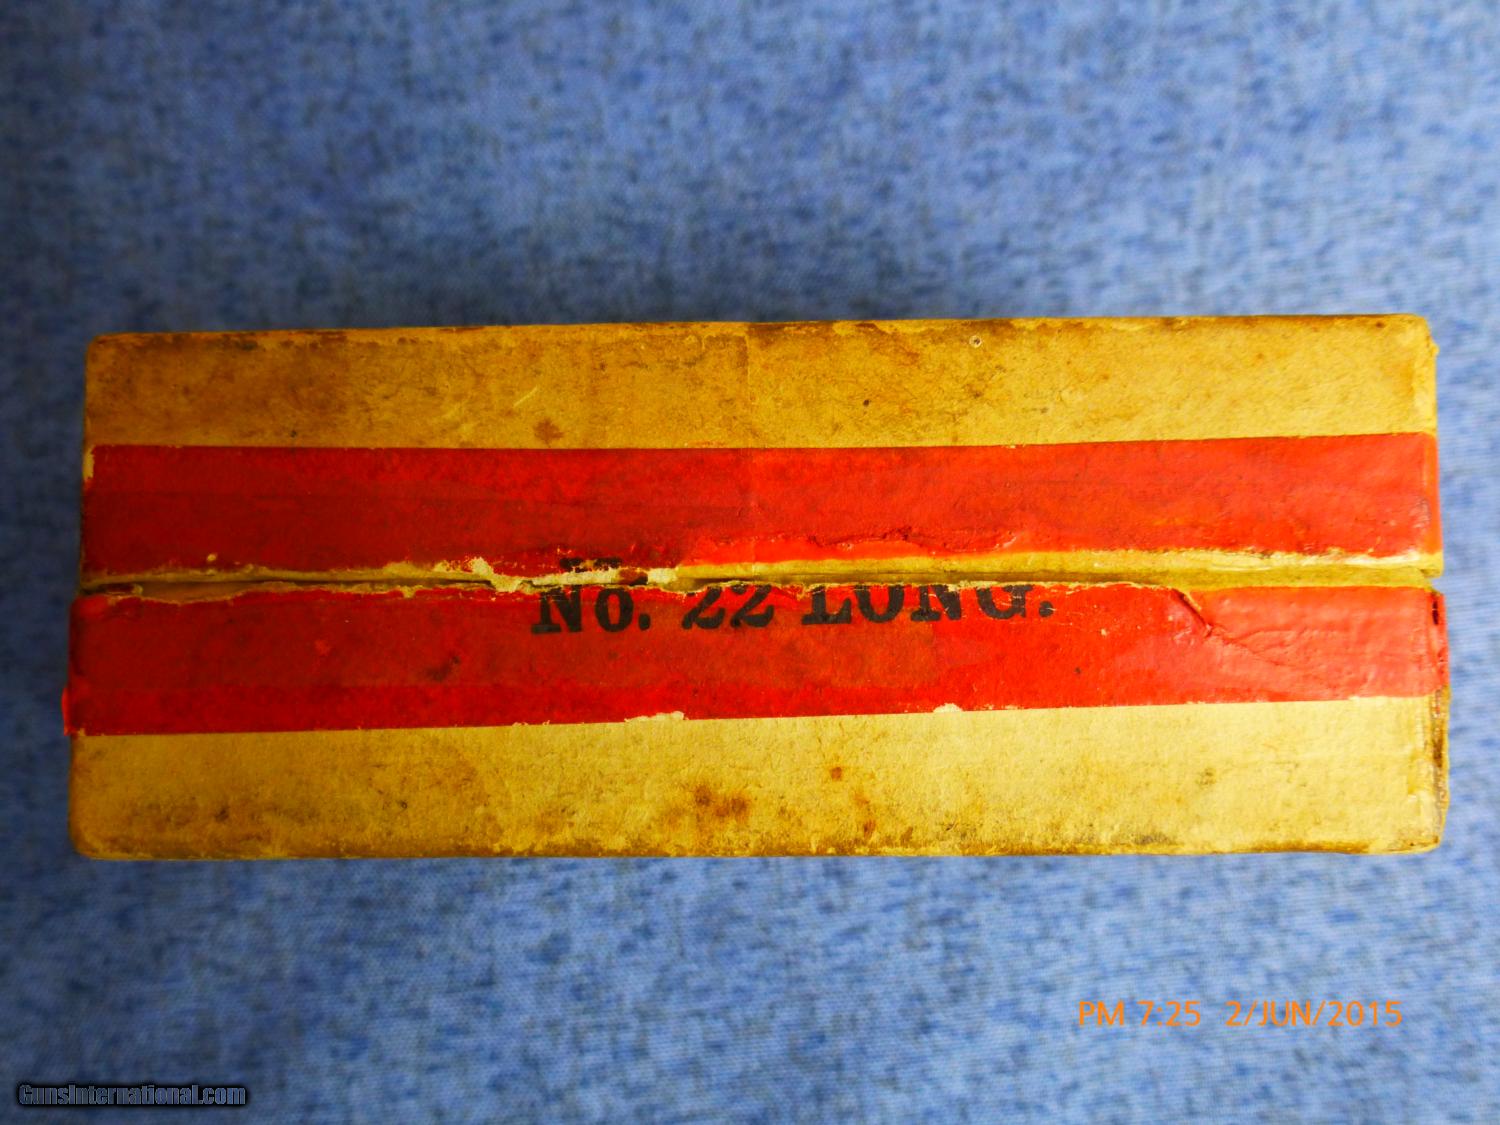 No. 22 LONG.
PM 7:25 2/JUN/2015
GunsInternational.com